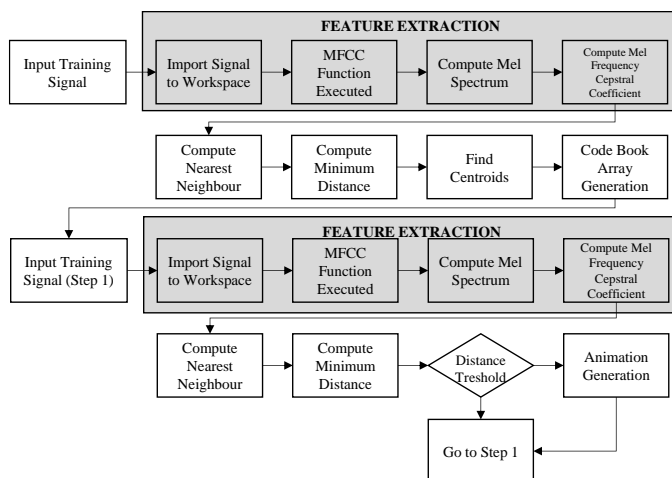 FEATURE EXTRACTION
Input Training
Signal
Import Signal
to Workspace
MFCC
Function
Executed
Compute
Mel Spectrum
Compute Mel
Frequency
Cepstral
Coefficient
Compute
Nearest
Neighbour
Compute
Minimum
Distance
Find
Centroids
Code Book
Array
Generation
FEATURE EXTRACTION
Input Training
Signal (Step 1)
Import Signal
to Workspace
MFCC
Function
Executed
Compute Mel
Spectrum
Compute Mel
Frequency
Cepstral
Coefficient
Compute
Nearest
Neighbour
Compute
Minimum
Distance
Distance
Treshold
Animation
Generation
Go to Step 1